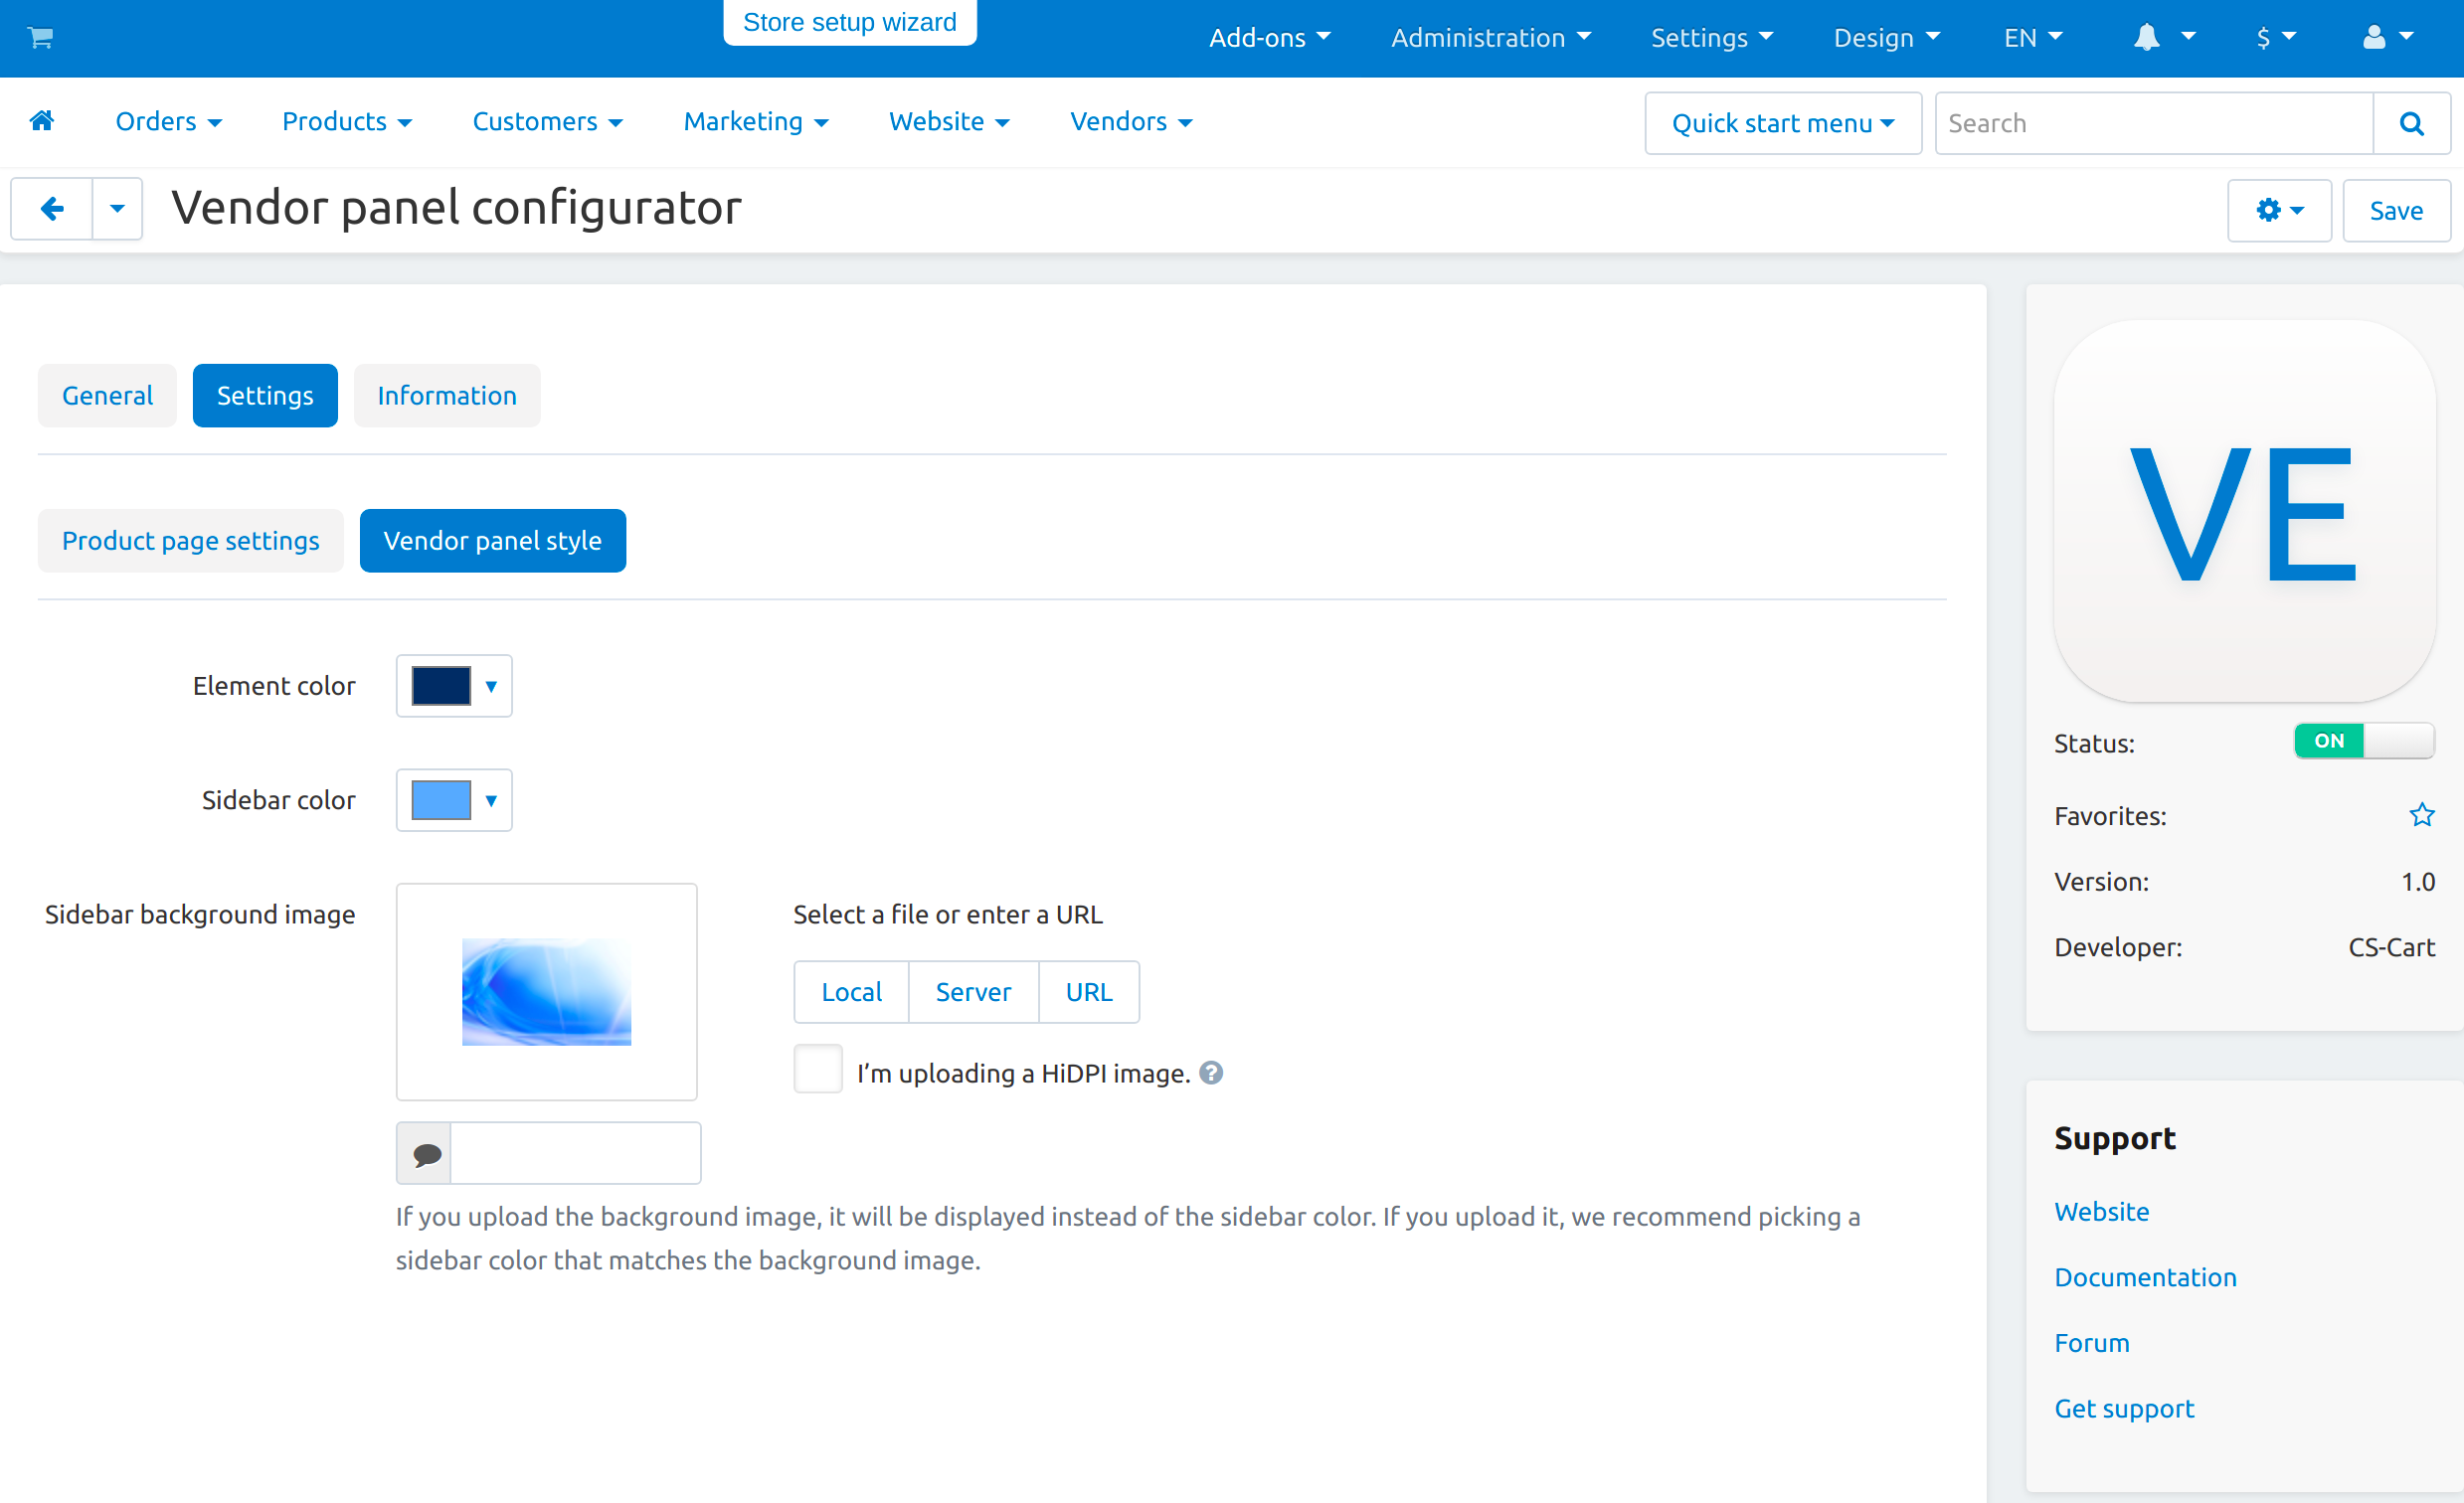 Store setup wizard
Add-ons
Administration
Settings
Design
EN
$
Orders
Products
Customers
Marketing
Website
Vendors
Quick start menu
Search
Vendor panel configurator
Save
General
Settings
Information
Product page settings
Vendor panel style
Element color
Sidebar color
Sidebar background image
Select a file or enter a URL
Local
Server
URL
I’m uploading a HiDPI image.
?
If you upload the background image, it will be displayed instead of the sidebar color. If you upload it, we recommend picking a
sidebar color that matches the background image.
VE
Status:
ON
Favorites:
Version:
1.0
Developer:
CS-Cart
Support
Website
Documentation
Forum
Get support